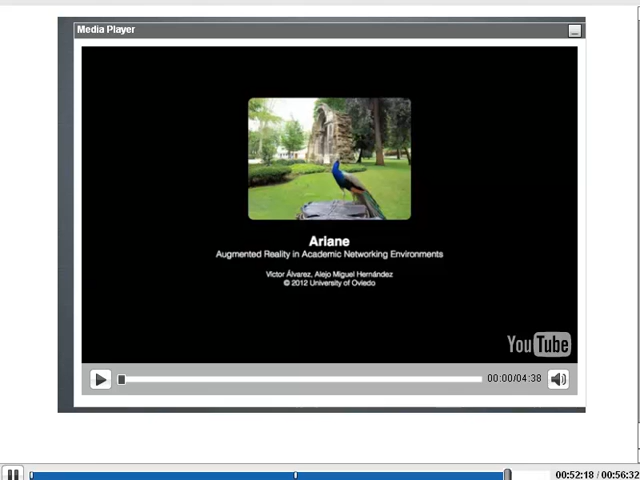 Media Player
Ariane
Augmented Reality in Academic Networking Environments
Víctor Álvarez, Alejo Miguel Hernández
© 2012 University of Oviedo
YouTube
00:00/04:38
00:52:18 / 00:56:32